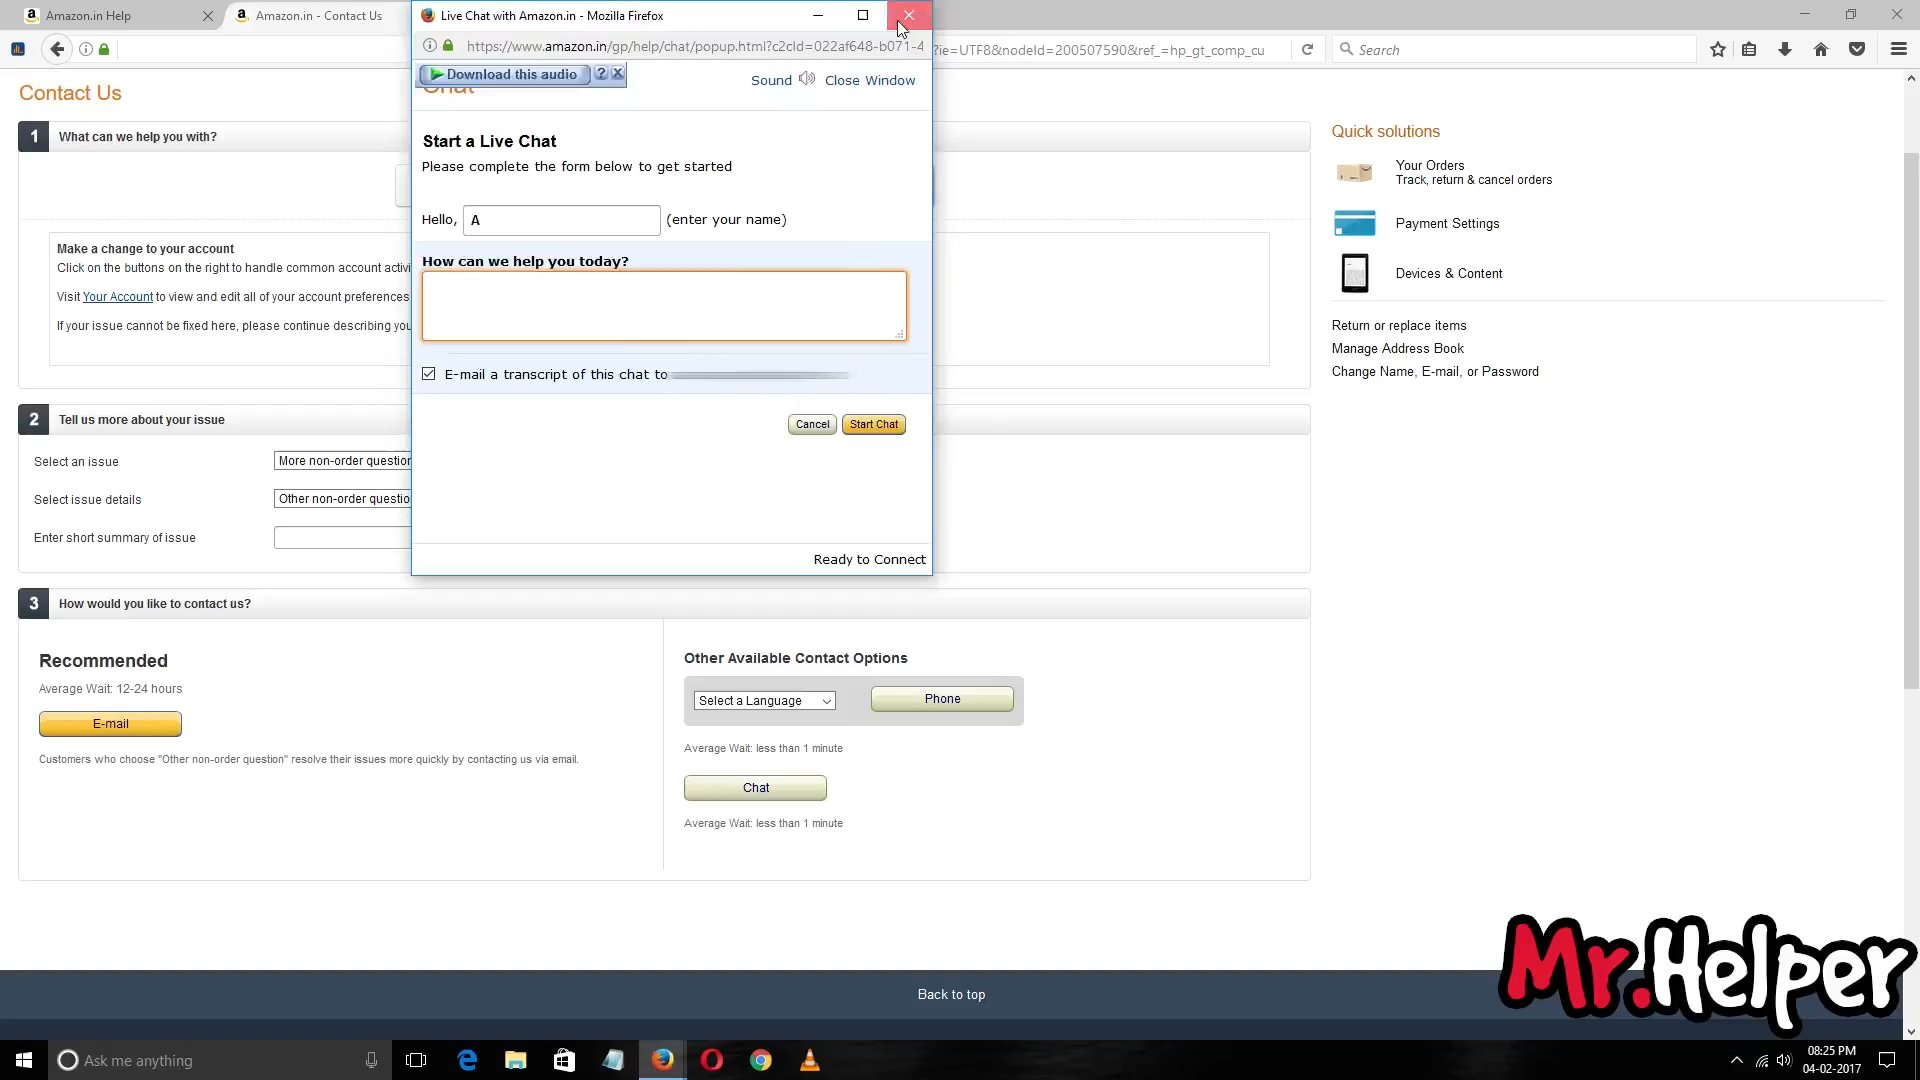 Amazon.in Help
Amazon.in - Contact Us
Live Chat with Amazon.in - Mozilla Firefox
https://www.amazon.in/gp/help/chat/popup.html?c2cId=022af648-b071-4
?ie=UTF8&nodeId=200507590&ref_=hp_gt_comp_cu
Search
Download this audio
?
Sound
Close Window
Chat
Contact Us
1 What can we help you with?
Make a change to your account
Click on the buttons on the right to handle common account activi
Visit Your Account to view and edit all of your account preferences
If your issue cannot be fixed here, please continue describing you
Start a Live Chat
Please complete the form below to get started
Hello, A (enter your name)
How can we help you today?
E-mail a transcript of this chat to
Cancel
Start Chat
Ready to Connect
2 Tell us more about your issue
Select an issue
More non-order question
Select issue details
Other non-order questio
Enter short summary of issue
3 How would you like to contact us?
Recommended
Average Wait: 12-24 hours
E-mail
Customers who choose "Other non-order question" resolve their issues more quickly by contacting us via email.
Other Available Contact Options
Select a Language
Phone
Average Wait: less than 1 minute
Chat
Average Wait: less than 1 minute
Quick solutions
Your Orders
Track, return & cancel orders
Payment Settings
Devices & Content
Return or replace items
Manage Address Book
Change Name, E-mail, or Password
Back to top
Mr.Helper
Ask me anything
08:25 PM
04-02-2017